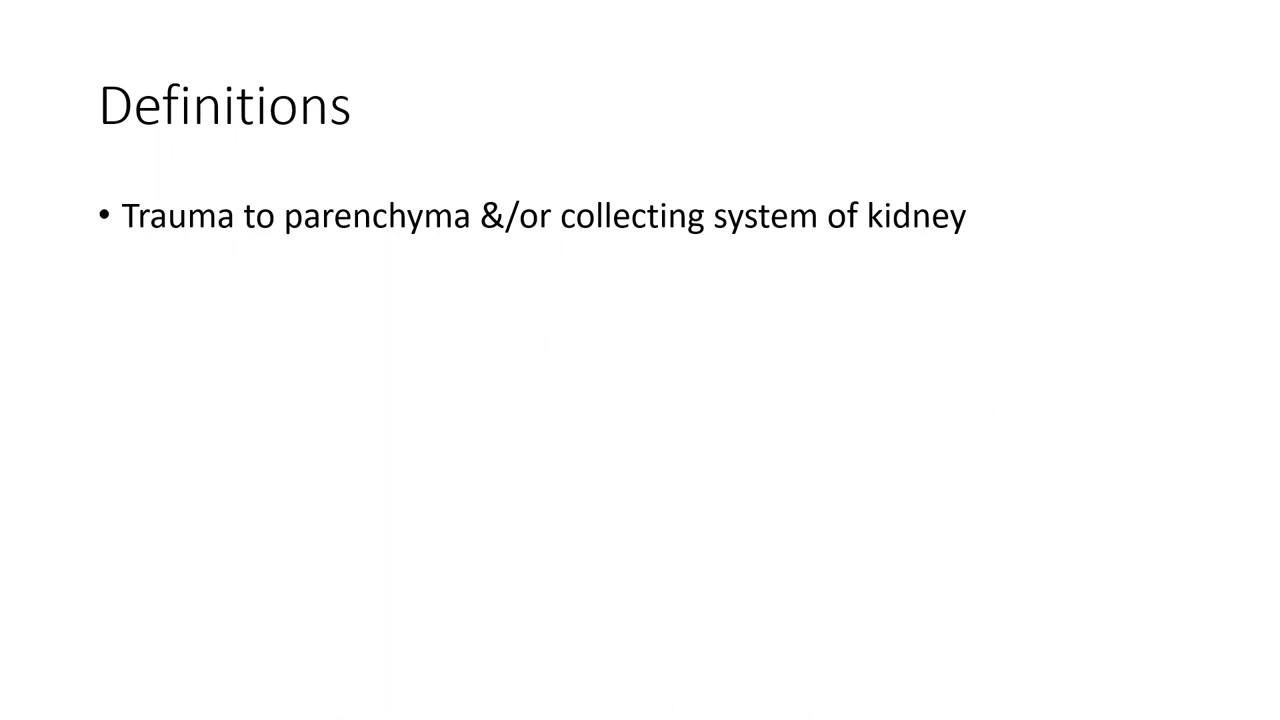 Definitions
• Trauma to parenchyma &/or collecting system of kidney